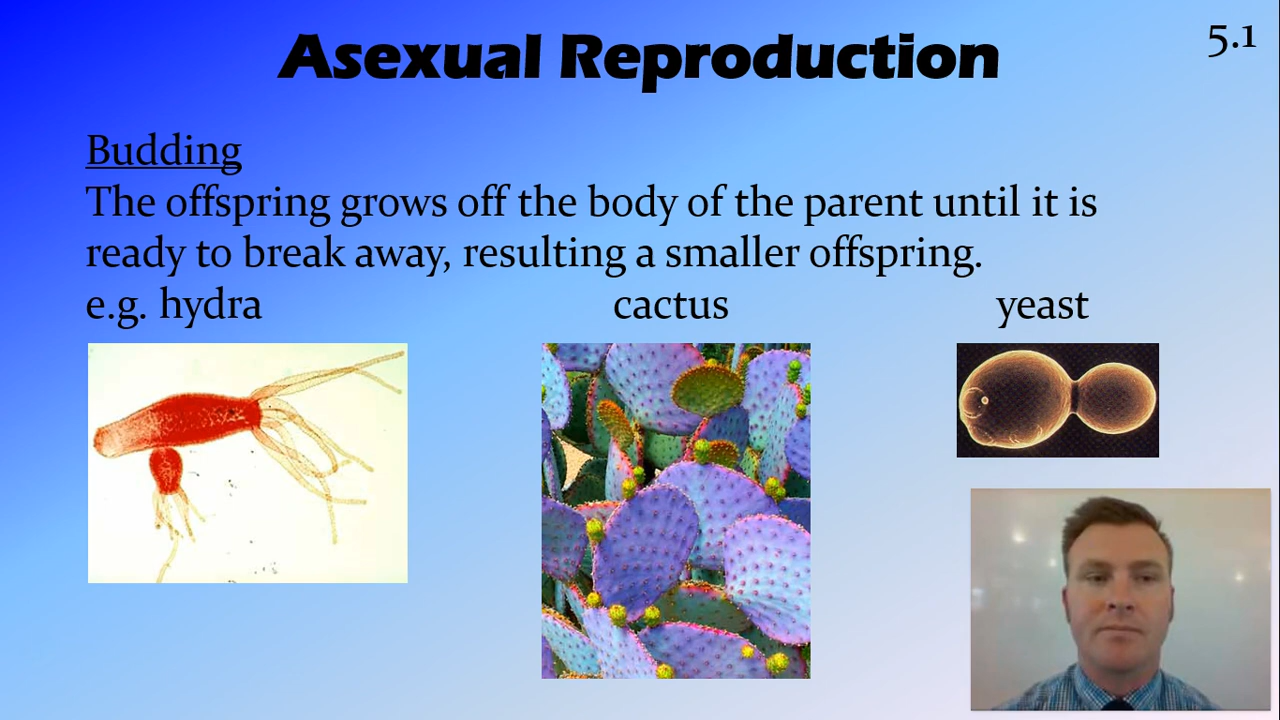 Asexual Reproduction
5.1
Budding
The offspring grows off the body of the parent until it is
ready to break away, resulting a smaller offspring.
e.g. hydra cactus yeast